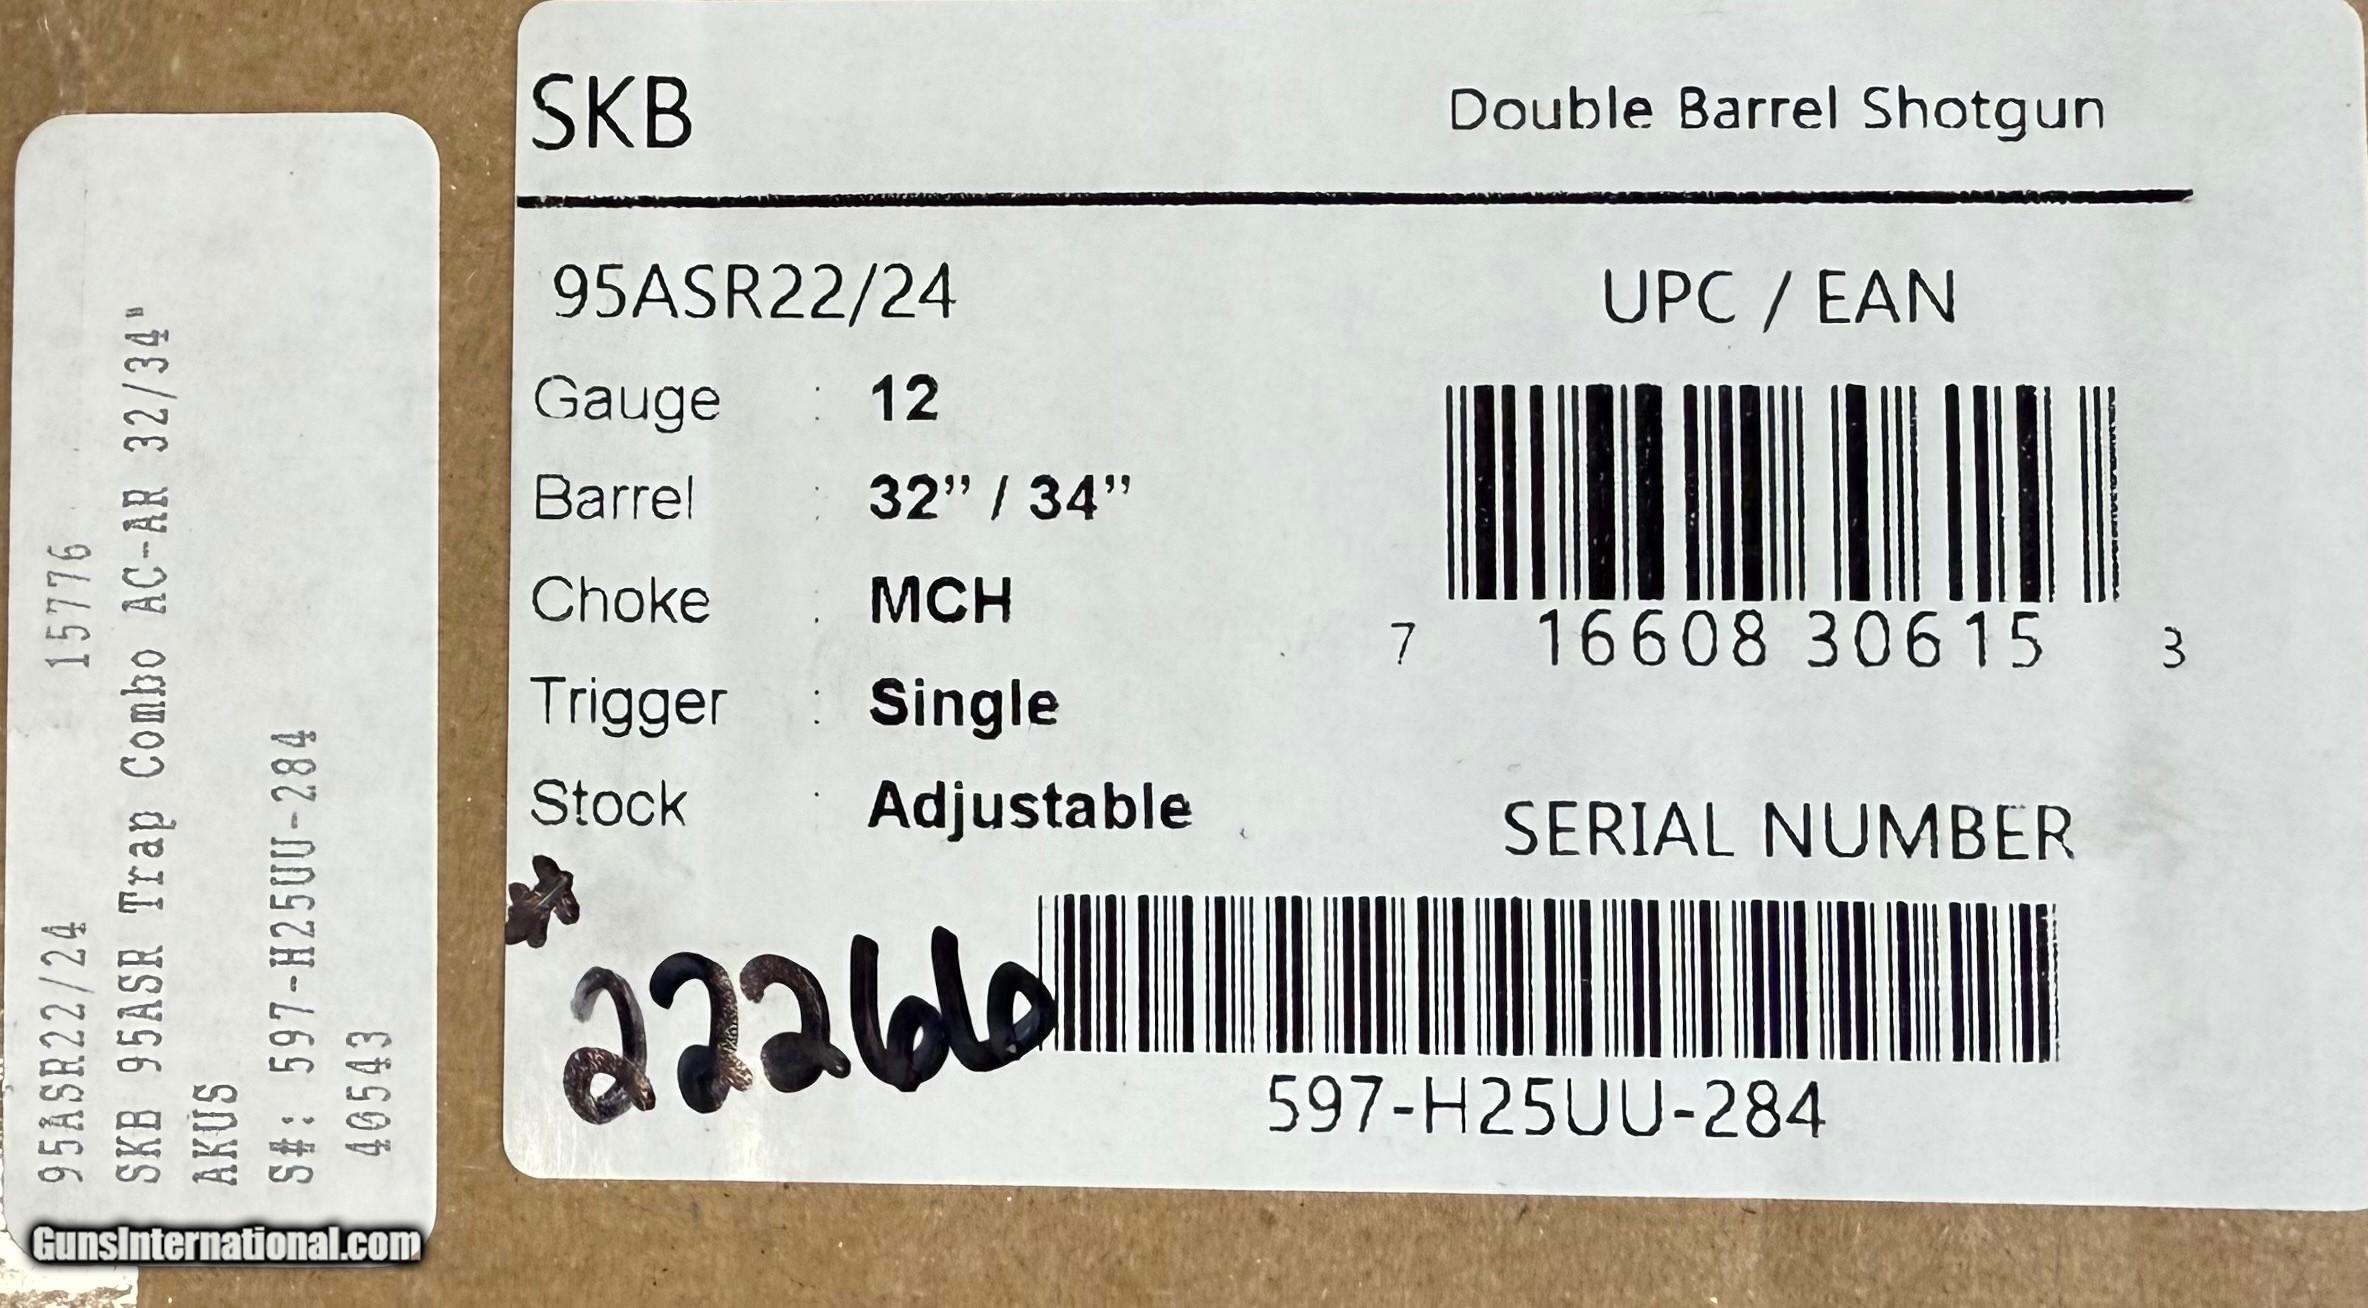 SKB
Double Barrel Shotgun
95ASR22/24
UPC / EAN
Gauge : 12
Barrel : 32” / 34”
Choke : MCH
Trigger : Single
Stock : Adjustable
7 16608 30615 3
SERIAL NUMBER
*22266
597-H25UU-284
95ASR22/24 15776
SKB 95ASR Trap Combo AC-AR 32/34"
AKUS
S#: 597-H25UU-284
40543
GunsInternational.com